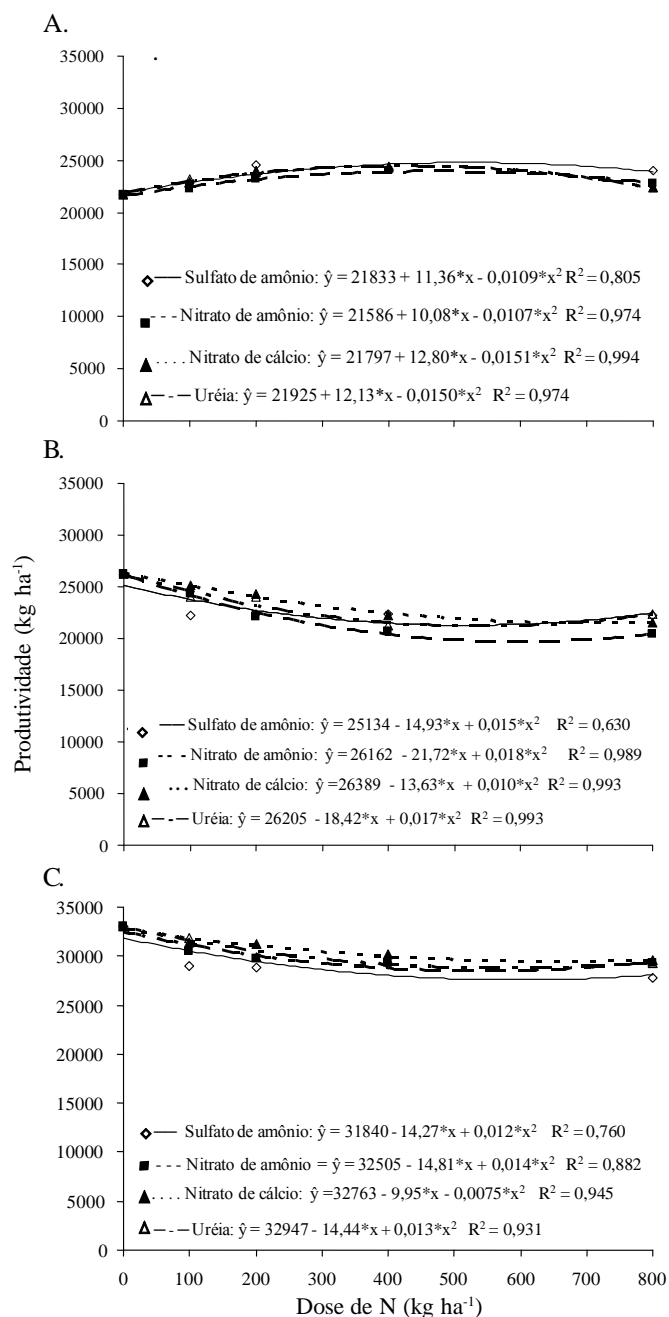 A.
35000
30000
25000
20000
15000
10000
5000
0
Sulfato de amônio: ŷ = 21833 + 11,36*x - 0,0109*x² R² = 0,805
Nitrato de amônio: ŷ = 21586 + 10,08*x - 0,0107*x² R² = 0,974
Nitrato de cálcio: ŷ = 21797 + 12,80*x - 0,0151*x² R² = 0,994
Uréia: ŷ = 21925 + 12,13*x - 0,0150*x² R² = 0,974
B.
Produtividade (kg ha⁻¹)
35000
30000
25000
20000
15000
10000
5000
0
Sulfato de amônio: ŷ = 25134 - 14,93*x + 0,015*x² R² = 0,630
Nitrato de amônio: ŷ = 26162 - 21,72*x + 0,018*x² R² = 0,989
Nitrato de cálcio: ŷ =26389 - 13,63*x + 0,010*x² R² = 0,993
Uréia: ŷ = 26205 - 18,42*x + 0,017*x² R² = 0,993
C.
35000
30000
25000
20000
15000
10000
5000
0
Sulfato de amônio: ŷ = 31840 - 14,27*x + 0,012*x² R² = 0,760
Nitrato de amônio = ŷ = 32505 - 14,81*x + 0,014*x² R² = 0,882
Nitrato de cálcio: ŷ =32763 - 9,95*x - 0,0075*x² R² = 0,945
Uréia: ŷ = 32947 - 14,44*x + 0,013*x² R² = 0,931
0 100 200 300 400 500 600 700 800
Dose de N (kg ha⁻¹)